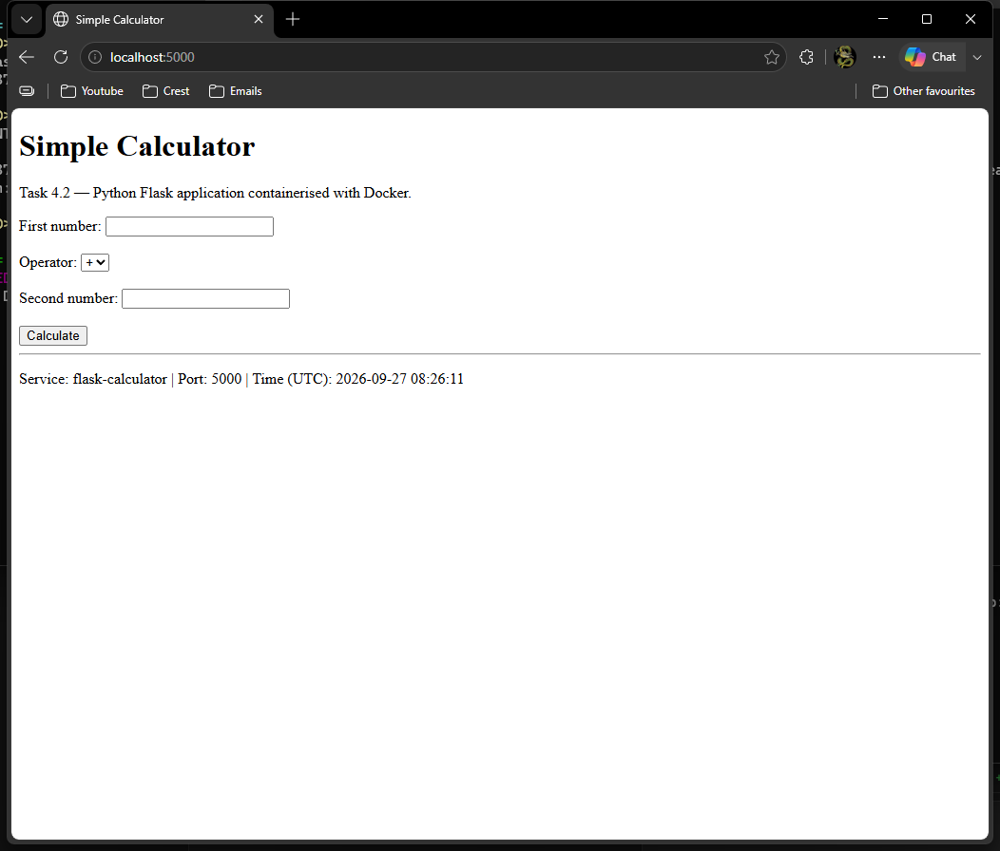 Simple Calculator
localhost:5000
Chat
Youtube
Crest
Emails
Other favourites
Simple Calculator
Task 4.2 — Python Flask application containerised with Docker.
First number:
Operator: +
Second number:
Calculate
Service: flask-calculator | Port: 5000 | Time (UTC): 2026-09-27 08:26:11